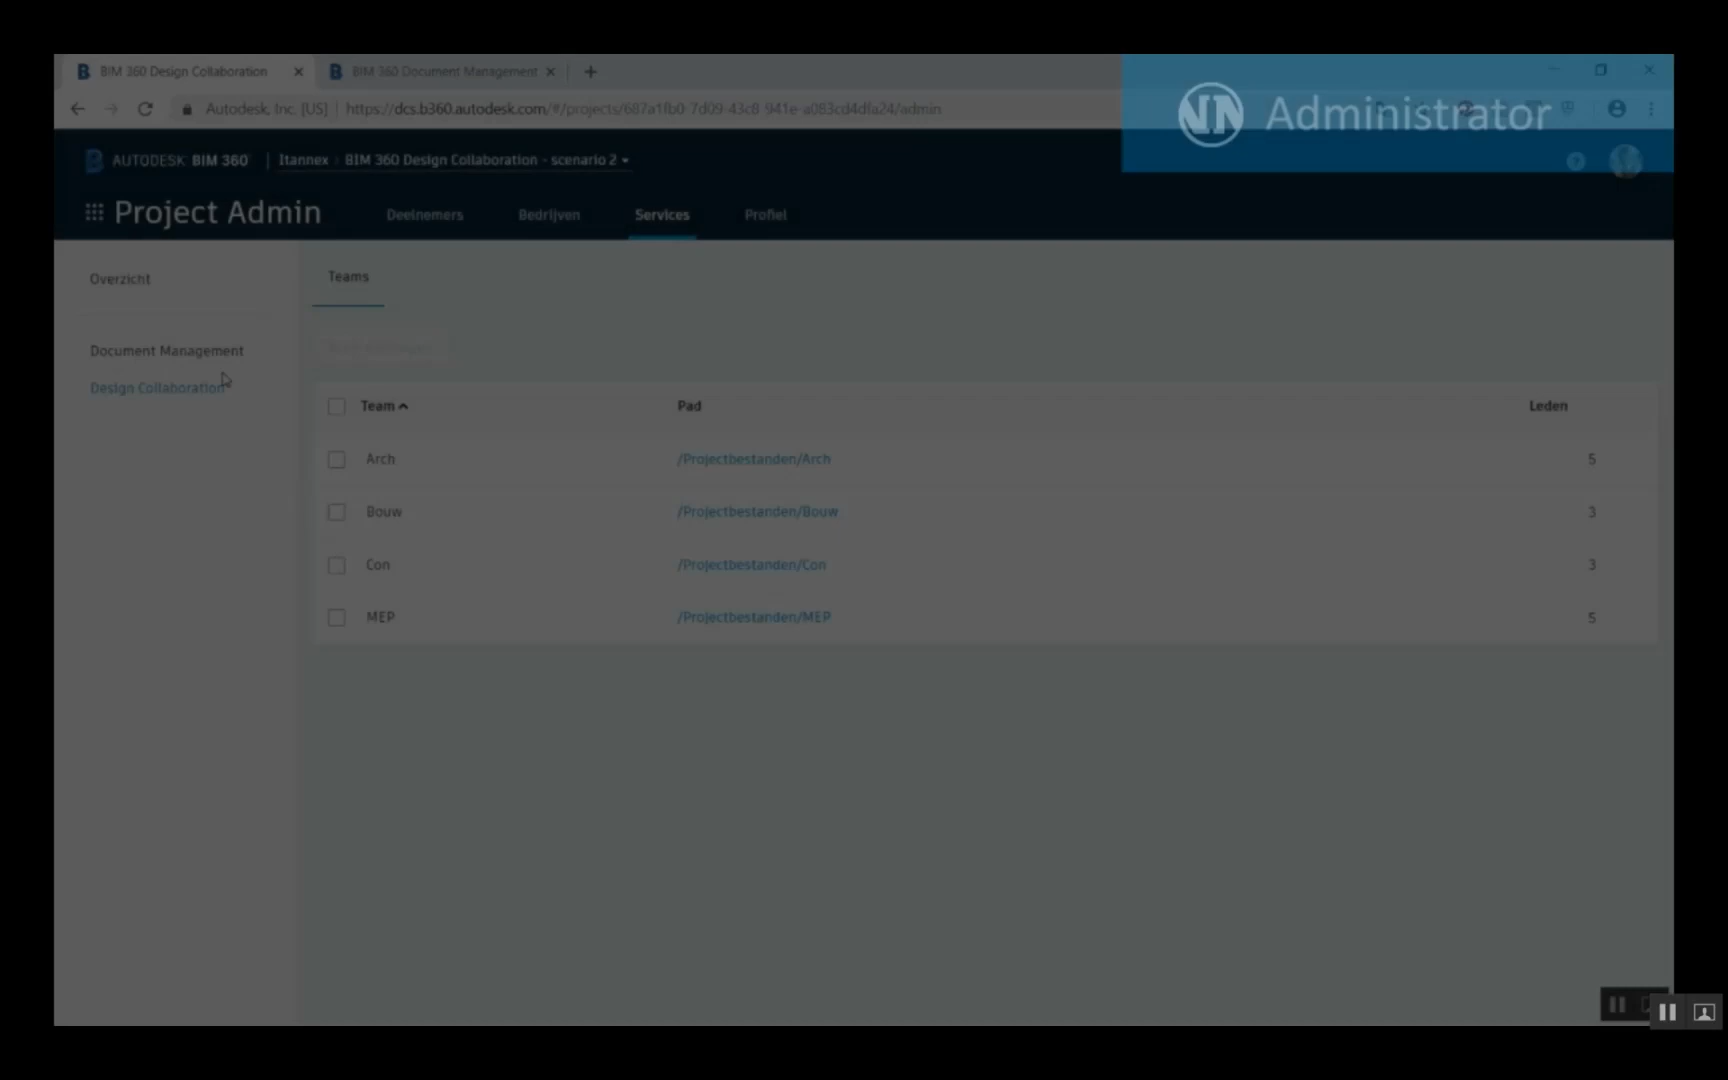 BIM 360 Design Collaboration
BIM 360 Document Management
Autodesk, Inc. [US] | https://dcs.b360.autodesk.com/#/projects/687a1fb0-7d09-43c8-941e-a083cd4dfa24/admin
Administrator
AUTODESK BIM 360 | Itannex › BIM 360 Design Collaboration - scenario 2
Project Admin
Deelnemers
Bedrijven
Services
Profiel
Overzicht
Document Management
Design Collaboration
Teams
Team
Pad
Leden
Arch
/Projectbestanden/Arch
5
Bouw
/Projectbestanden/Bouw
3
Con
/Projectbestanden/Con
3
MEP
/Projectbestanden/MEP
5